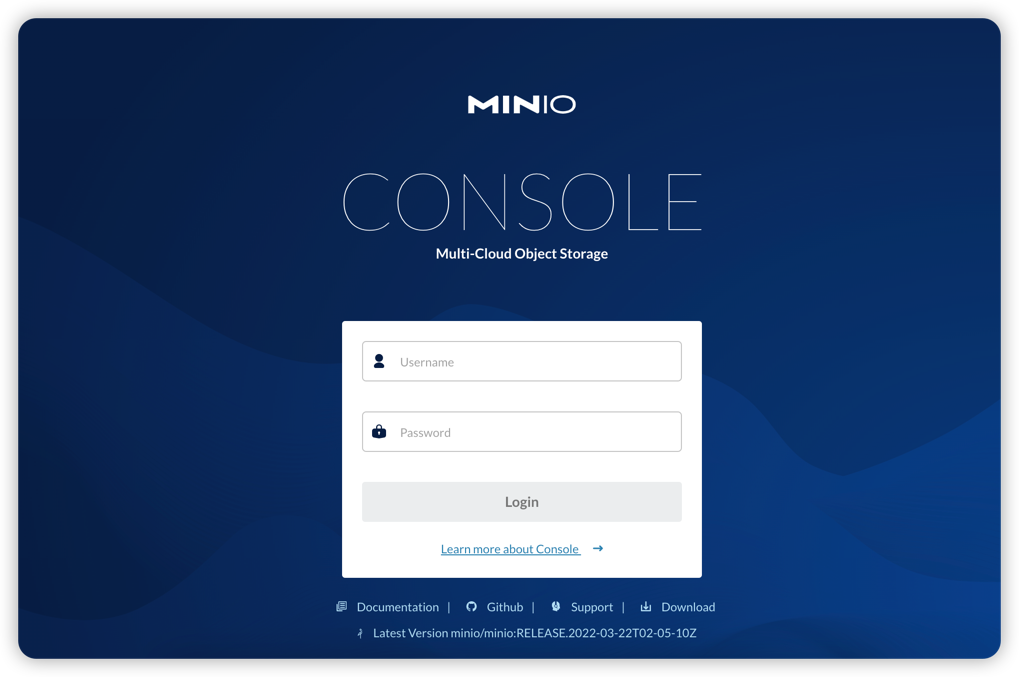 MINIO
CONSOLE
Multi-Cloud Object Storage
Username
Password
Login
Learn more about Console
Documentation | Github | Support | Download
Latest Version minio/minio:RELEASE.2022-03-22T02-05-10Z